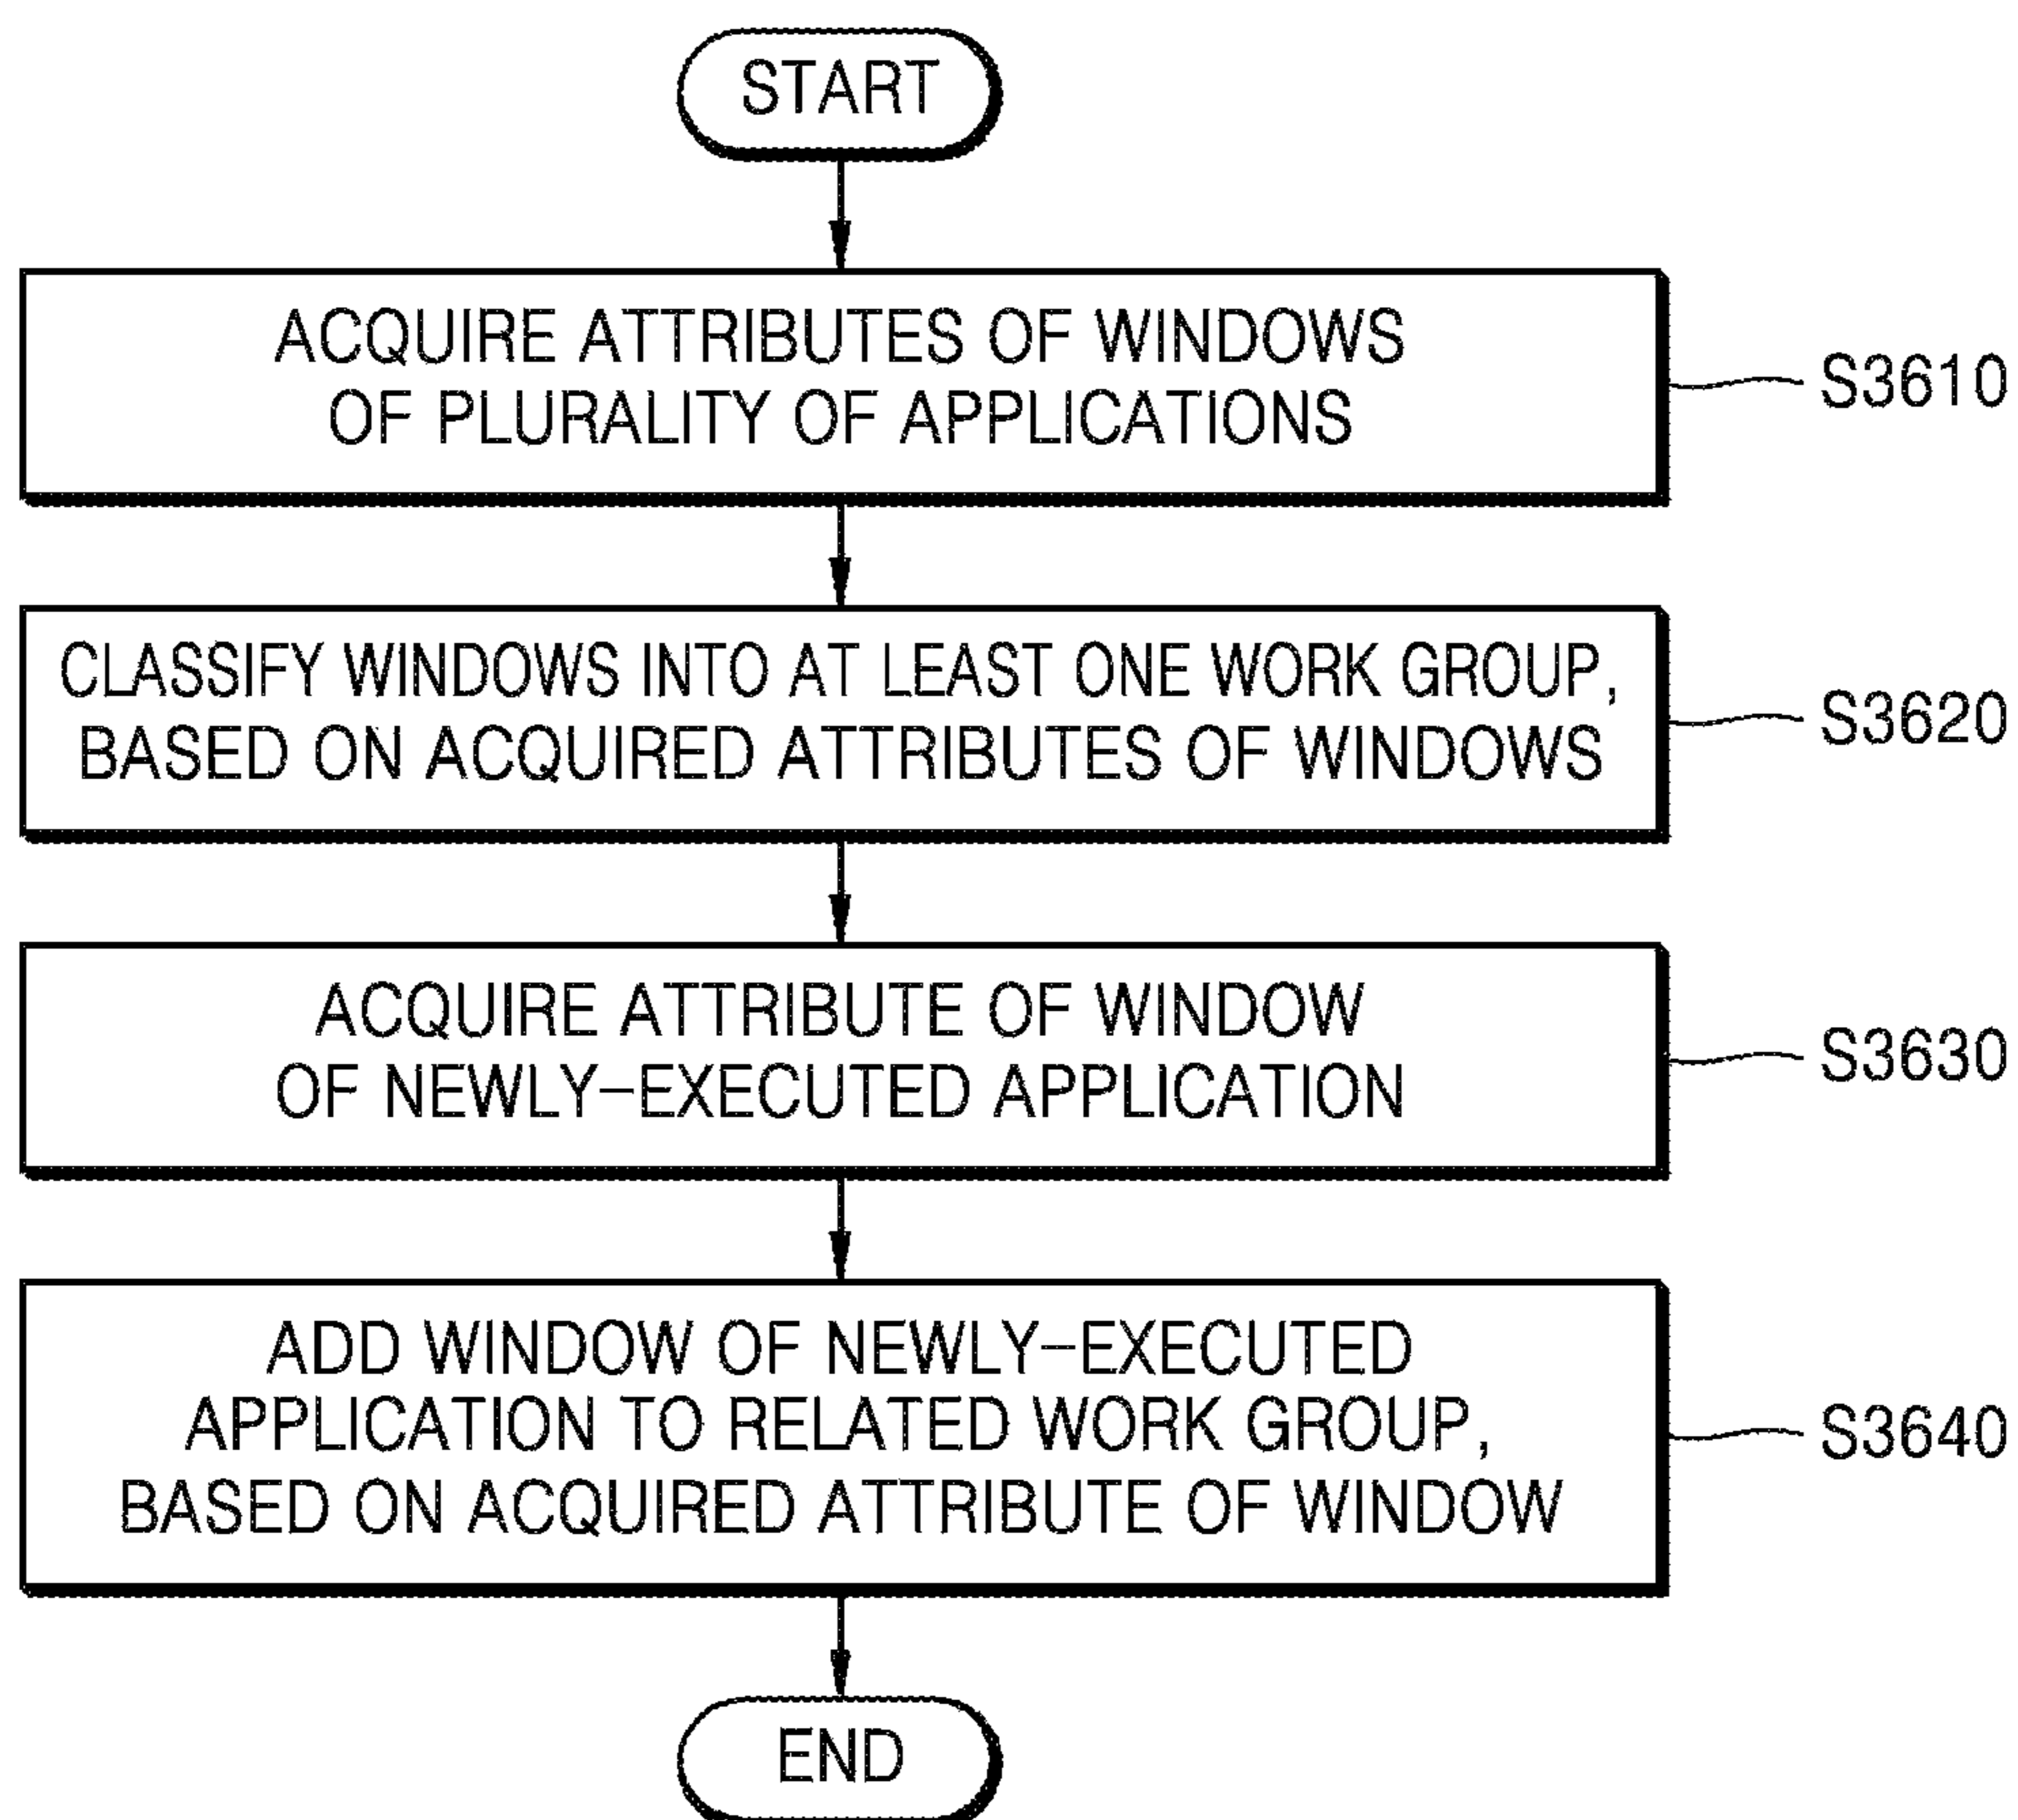 START
ACQUIRE ATTRIBUTES OF WINDOWS
OF PLURALITY OF APPLICATIONS
S3610
CLASSIFY WINDOWS INTO AT LEAST ONE WORK GROUP,
BASED ON ACQUIRED ATTRIBUTES OF WINDOWS
S3620
ACQUIRE ATTRIBUTE OF WINDOW
OF NEWLY-EXECUTED APPLICATION
S3630
ADD WINDOW OF NEWLY-EXECUTED
APPLICATION TO RELATED WORK GROUP,
BASED ON ACQUIRED ATTRIBUTE OF WINDOW
S3640
END